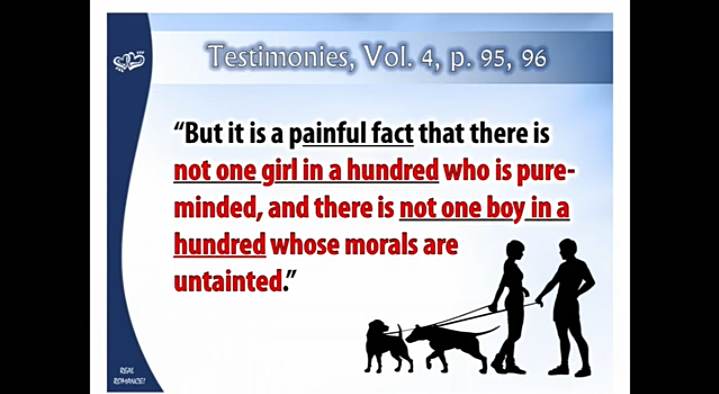 Testimonies, Vol. 4, p. 95, 96
“But it is a painful fact that there is
not one girl in a hundred who is pure-
minded, and there is not one boy in a
hundred whose morals are
untainted.”
REAL
ROMANCE!